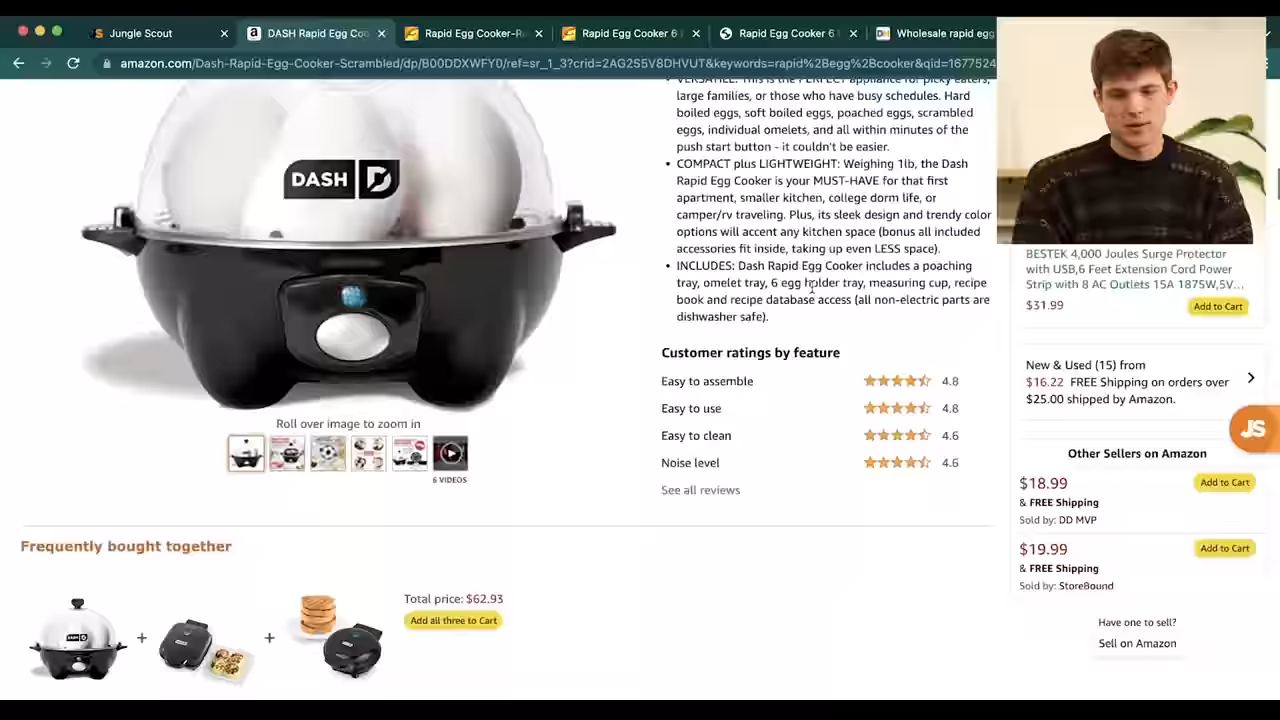 Jungle Scout
DASH Rapid Egg Co
Rapid Egg Cooker-R
Rapid Egg Cooker 6
Rapid Egg Cooker 6
Wholesale rapid egg
amazon.com/Dash-Rapid-Egg-Cooker-Scrambled/dp/B00DDXWFY0/ref=sr_1_3?crid=2AG2S5V8DHVUT&keywords=rapid%2Begg%2Bcooker&qid=1677524
VERSATILE: This is the PERFECT appliance for picky eaters,
large families, or those who have busy schedules. Hard
boiled eggs, soft boiled eggs, poached eggs, scrambled
eggs, individual omelets, and all within minutes of the
push start button - it couldn't be easier.
• COMPACT plus LIGHTWEIGHT: Weighing 1lb, the Dash
Rapid Egg Cooker is your MUST-HAVE for that first
apartment, smaller kitchen, college dorm life, or
camper/rv traveling. Plus, its sleek design and trendy color
options will accent any kitchen space (bonus all included
accessories fit inside, taking up even LESS space).
• INCLUDES: Dash Rapid Egg Cooker includes a poaching
tray, omelet tray, 6 egg holder tray, measuring cup, recipe
book and recipe database access (all non-electric parts are
dishwasher safe).
DASH D
Roll over image to zoom in
6 VIDEOS
Customer ratings by feature
Easy to assemble 4.8
Easy to use 4.8
Easy to clean 4.6
Noise level 4.6
See all reviews
Frequently bought together
+ +
Total price: $62.93
Add all three to Cart
BESTEK 4,000 Joules Surge Protector
with USB,6 Feet Extension Cord Power
Strip with 8 AC Outlets 15A 1875W,5V...
$31.99 Add to Cart
New & Used (15) from
$16.22 FREE Shipping on orders over
$25.00 shipped by Amazon.
JS
Other Sellers on Amazon
$18.99 Add to Cart
& FREE Shipping
Sold by: DD MVP
$19.99 Add to Cart
& FREE Shipping
Sold by: StoreBound
Have one to sell?
Sell on Amazon